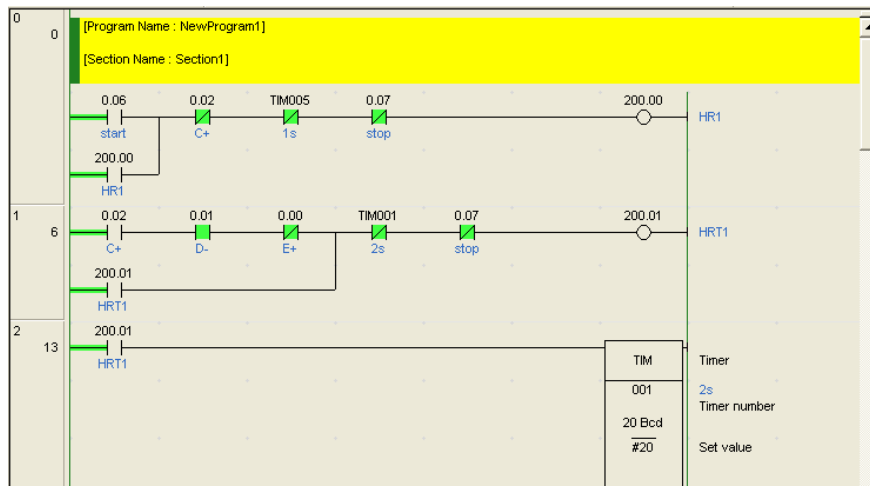 0
0
[Program Name : NewProgram1]
[Section Name : Section1]
0.06 0.02 TIM005 0.07 200.00
HR1
start C+ 1s stop
200.00
HR1
1
6
0.02 0.01 0.00 TIM001 0.07 200.01
HRT1
C+ D- E+ 2s stop
200.01
HRT1
2
13
200.01
HRT1
TIM Timer
001 2s
Timer number
20 Bcd
#20 Set value